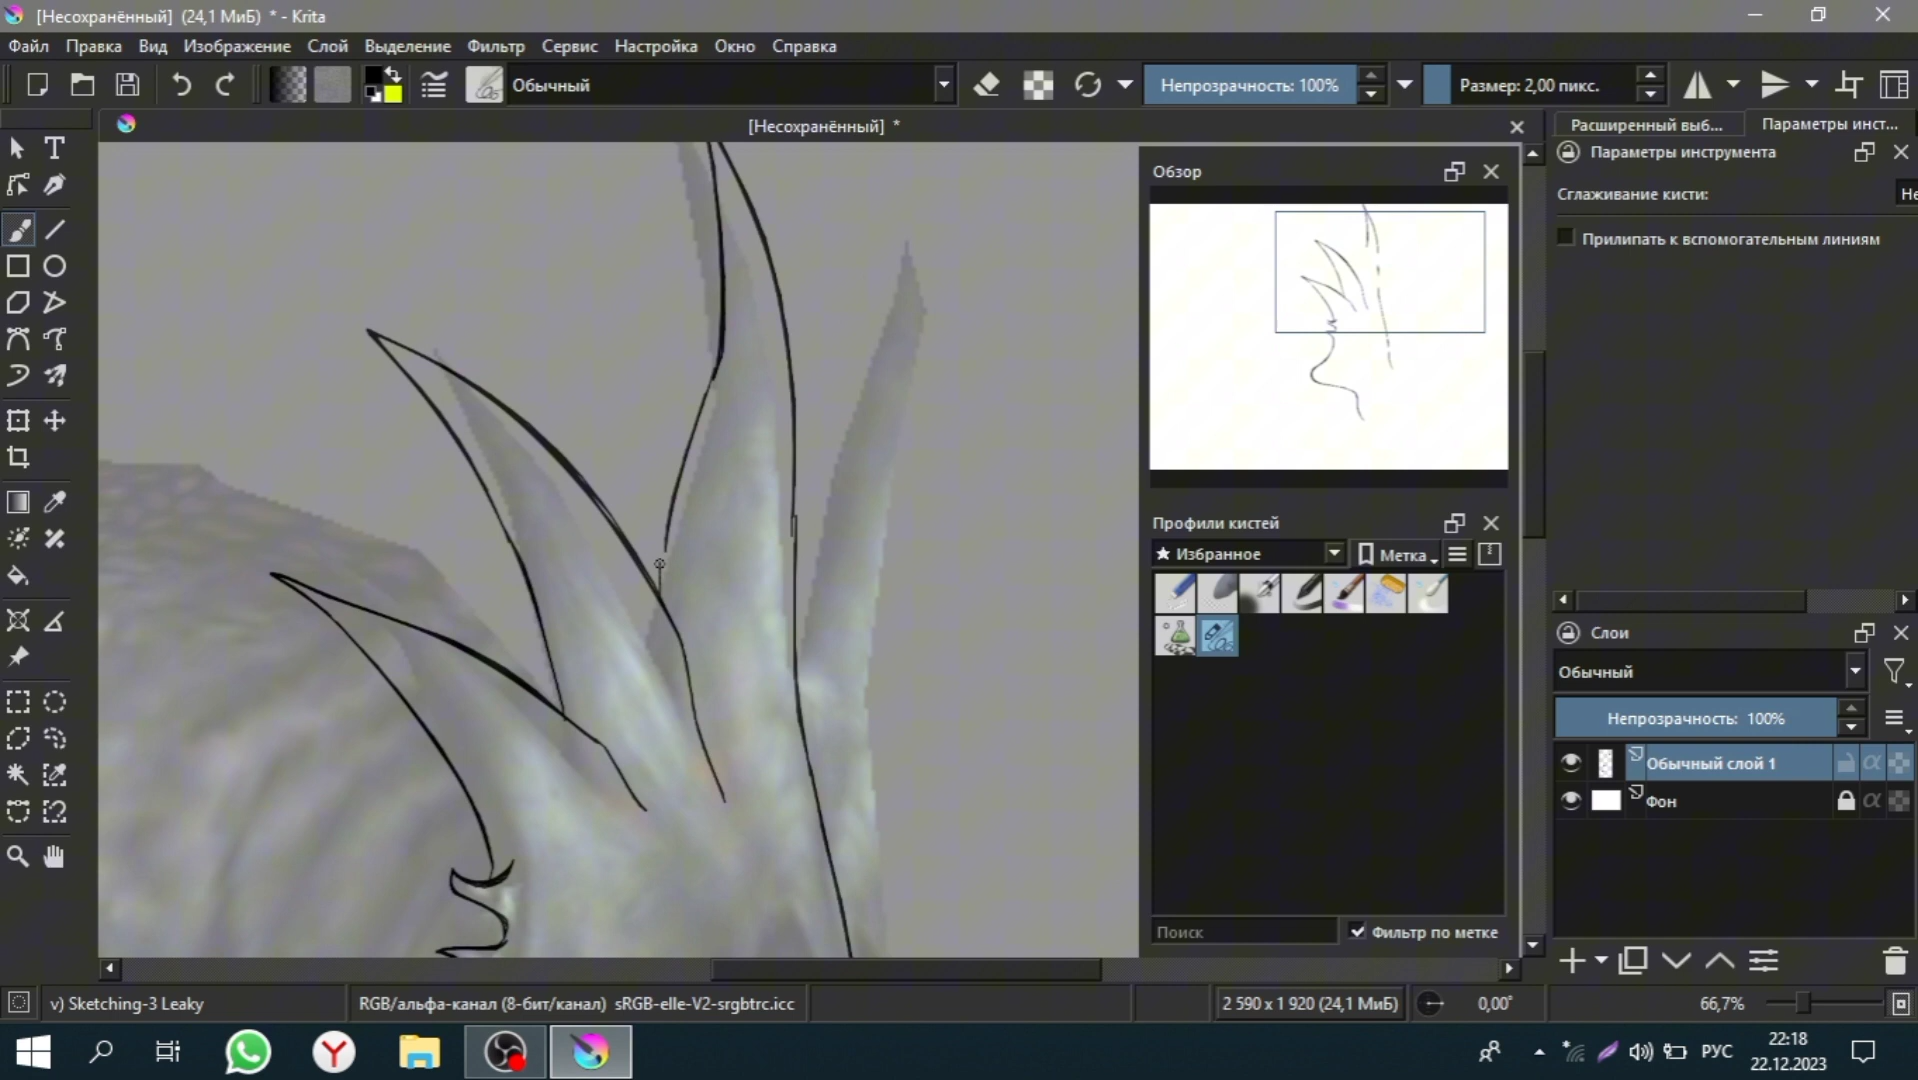 [Несохранённый] (24,1 МиБ) * - Krita
Файл Правка Вид Изображение Слой Выделение Фильтр Сервис Настройка Окно Справка
Обычный
Непрозрачность: 100%
Размер: 2,00 пикс.
[Несохранённый] *
Расширенный выб...
Параметры инст...
Параметры инструмента
Сглаживание кисти:
Не
Прилипать к вспомогательным линиям
Обзор
Профили кистей
Избранное
Метка
Поиск
Фильтр по метке
Слои
Обычный
Непрозрачность: 100%
Обычный слой 1
Фон
v) Sketching-3 Leaky
RGB/альфа-канал (8-бит/канал) sRGB-elle-V2-srgbtrc.icc
2 590 x 1 920 (24,1 МиБ)
0,00°
66,7%
РУС
22:18
22.12.2023